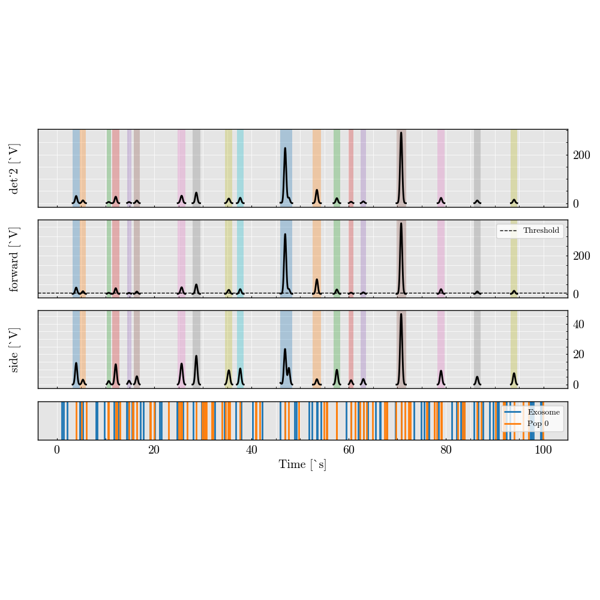 det˙2 [`V]
200
0
forward [`V]
Threshold
200
0
side [`V]
40
20
0
Exosome
Pop 0
0 20 40 60 80 100
Time [`s]